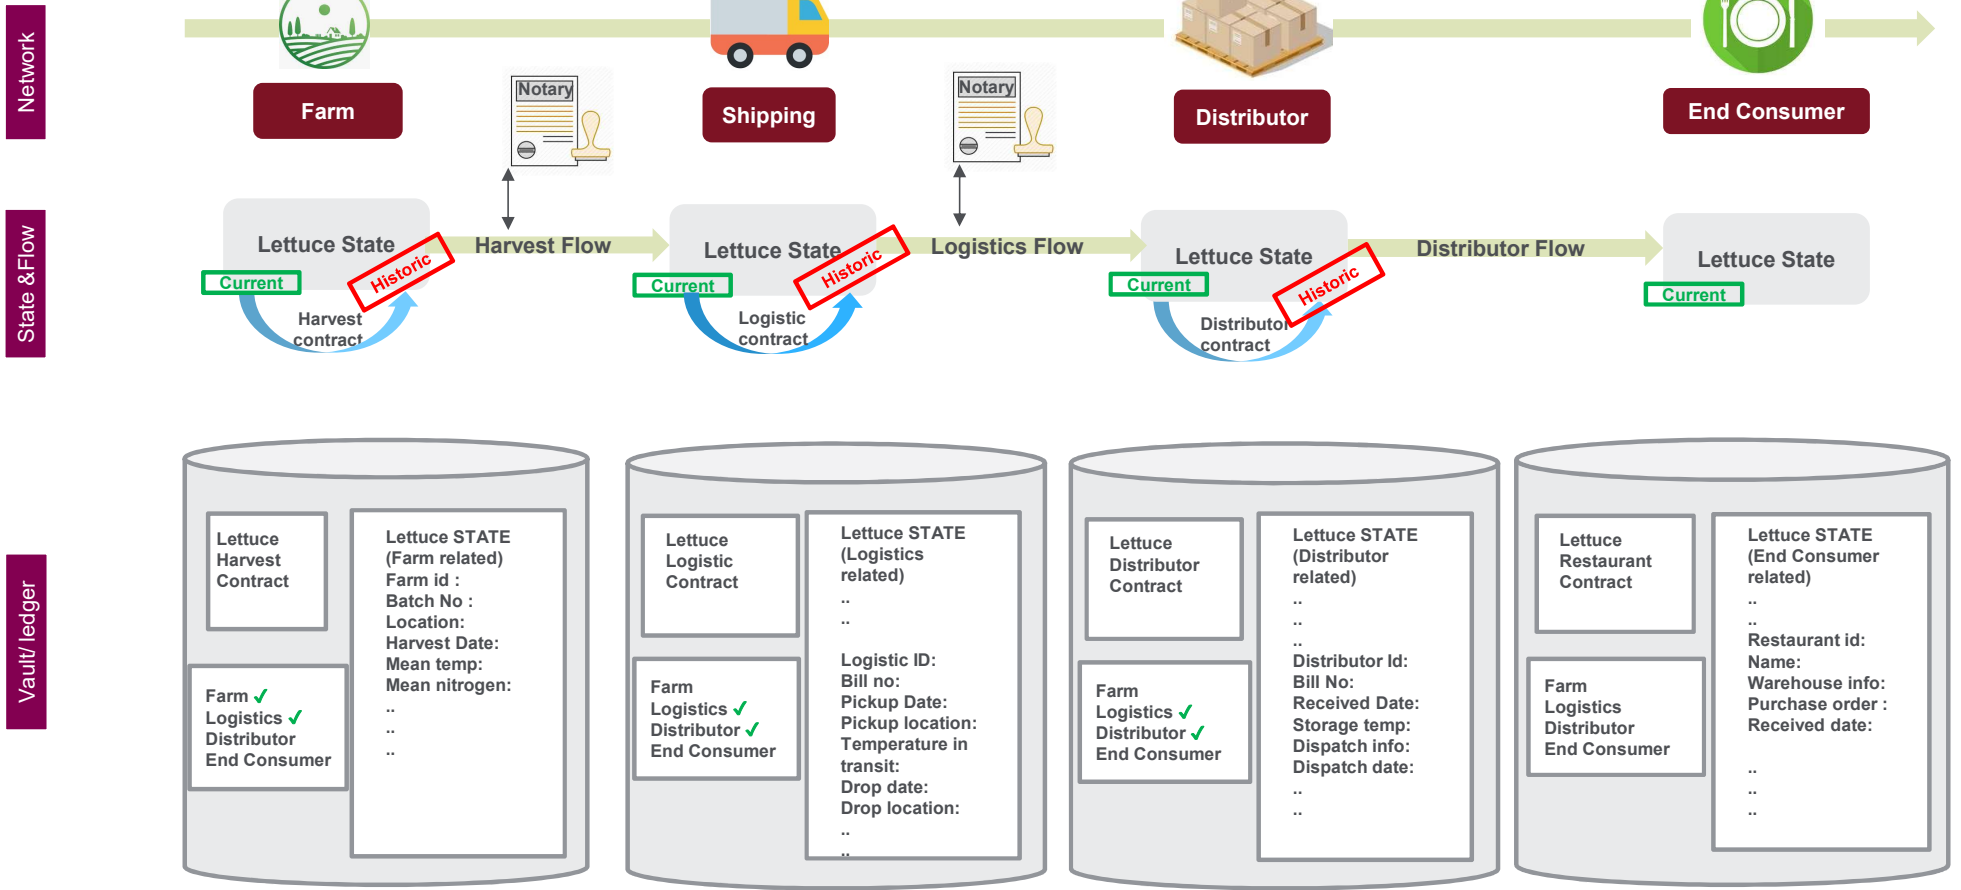 Network
Farm
Notary
Shipping
Notary
Distributor
End Consumer
State &Flow
Lettuce State
Current
Historic
Harvest
contract
Harvest Flow
Lettuce State
Current
Historic
Logistic
contract
Logistics Flow
Lettuce State
Current
Historic
Distributor
contract
Distributor Flow
Lettuce State
Current
Vault/ ledger
Lettuce
Harvest
Contract
Farm ✓
Logistics ✓
Distributor
End Consumer
Lettuce STATE
(Farm related)
Farm id :
Batch No :
Location:
Harvest Date:
Mean temp:
Mean nitrogen:
..
..
..
Lettuce
Logistic
Contract
Farm
Logistics ✓
Distributor ✓
End Consumer
Lettuce STATE
(Logistics
related)
..
..
Logistic ID:
Bill no:
Pickup Date:
Pickup location:
Temperature in
transit:
Drop date:
Drop location:
..
..
Lettuce
Distributor
Contract
Farm
Logistics ✓
Distributor ✓
End Consumer
Lettuce STATE
(Distributor
related)
..
..
..
Distributor Id:
Bill No:
Received Date:
Storage temp:
Dispatch info:
Dispatch date:
..
..
Lettuce
Restaurant
Contract
Farm
Logistics
Distributor
End Consumer
Lettuce STATE
(End Consumer
related)
..
..
Restaurant id:
Name:
Warehouse info:
Purchase order :
Received date:
..
..
..